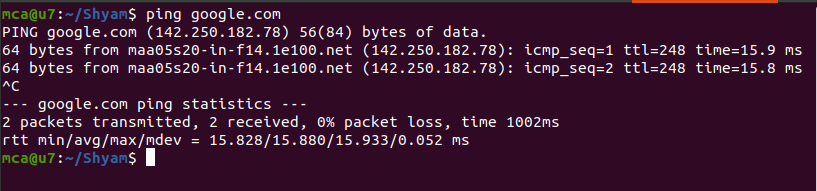 mca@u7:~/Shyam$ ping google.com
PING google.com (142.250.182.78) 56(84) bytes of data.
64 bytes from maa05s20-in-f14.1e100.net (142.250.182.78): icmp_seq=1 ttl=248 time=15.9 ms
64 bytes from maa05s20-in-f14.1e100.net (142.250.182.78): icmp_seq=2 ttl=248 time=15.8 ms
^C
--- google.com ping statistics ---
2 packets transmitted, 2 received, 0% packet loss, time 1002ms
rtt min/avg/max/mdev = 15.828/15.880/15.933/0.052 ms
mca@u7:~/Shyam$